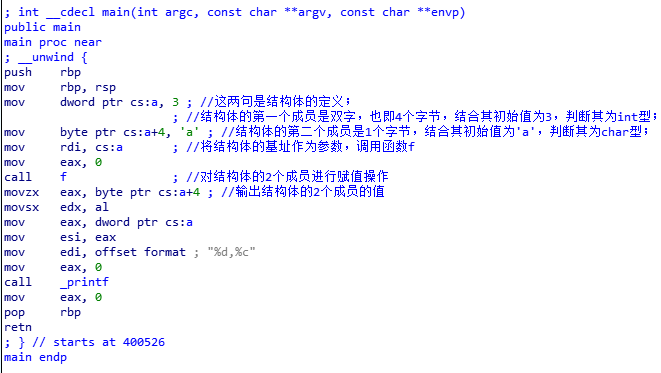 ; int __cdecl main(int argc, const char **argv, const char **envp)
public main
main proc near
; __unwind {
push    rbp
mov     rbp, rsp
mov     dword ptr cs:a, 3 ; //这两句是结构体的定义;
; //结构体的第一个成员是双字，也即4个字节，结合其初始值为3，判断其为int型;
mov     byte ptr cs:a+4, 'a' ; //结构体的第二个成员是1个字节，结合其初始值为'a'，判断其为char型;
mov     rdi, cs:a       ; //将结构体的基址作为参数，调用函数f
mov     eax, 0
call    f               ; //对结构体的2个成员进行赋值操作
movzx   eax, byte ptr cs:a+4 ; //输出结构体的2个成员的值
movsx   edx, al
mov     eax, dword ptr cs:a
mov     esi, eax
mov     edi, offset format ; "%d,%c"
mov     eax, 0
call    _printf
mov     eax, 0
pop     rbp
retn
; } // starts at 400526
main endp